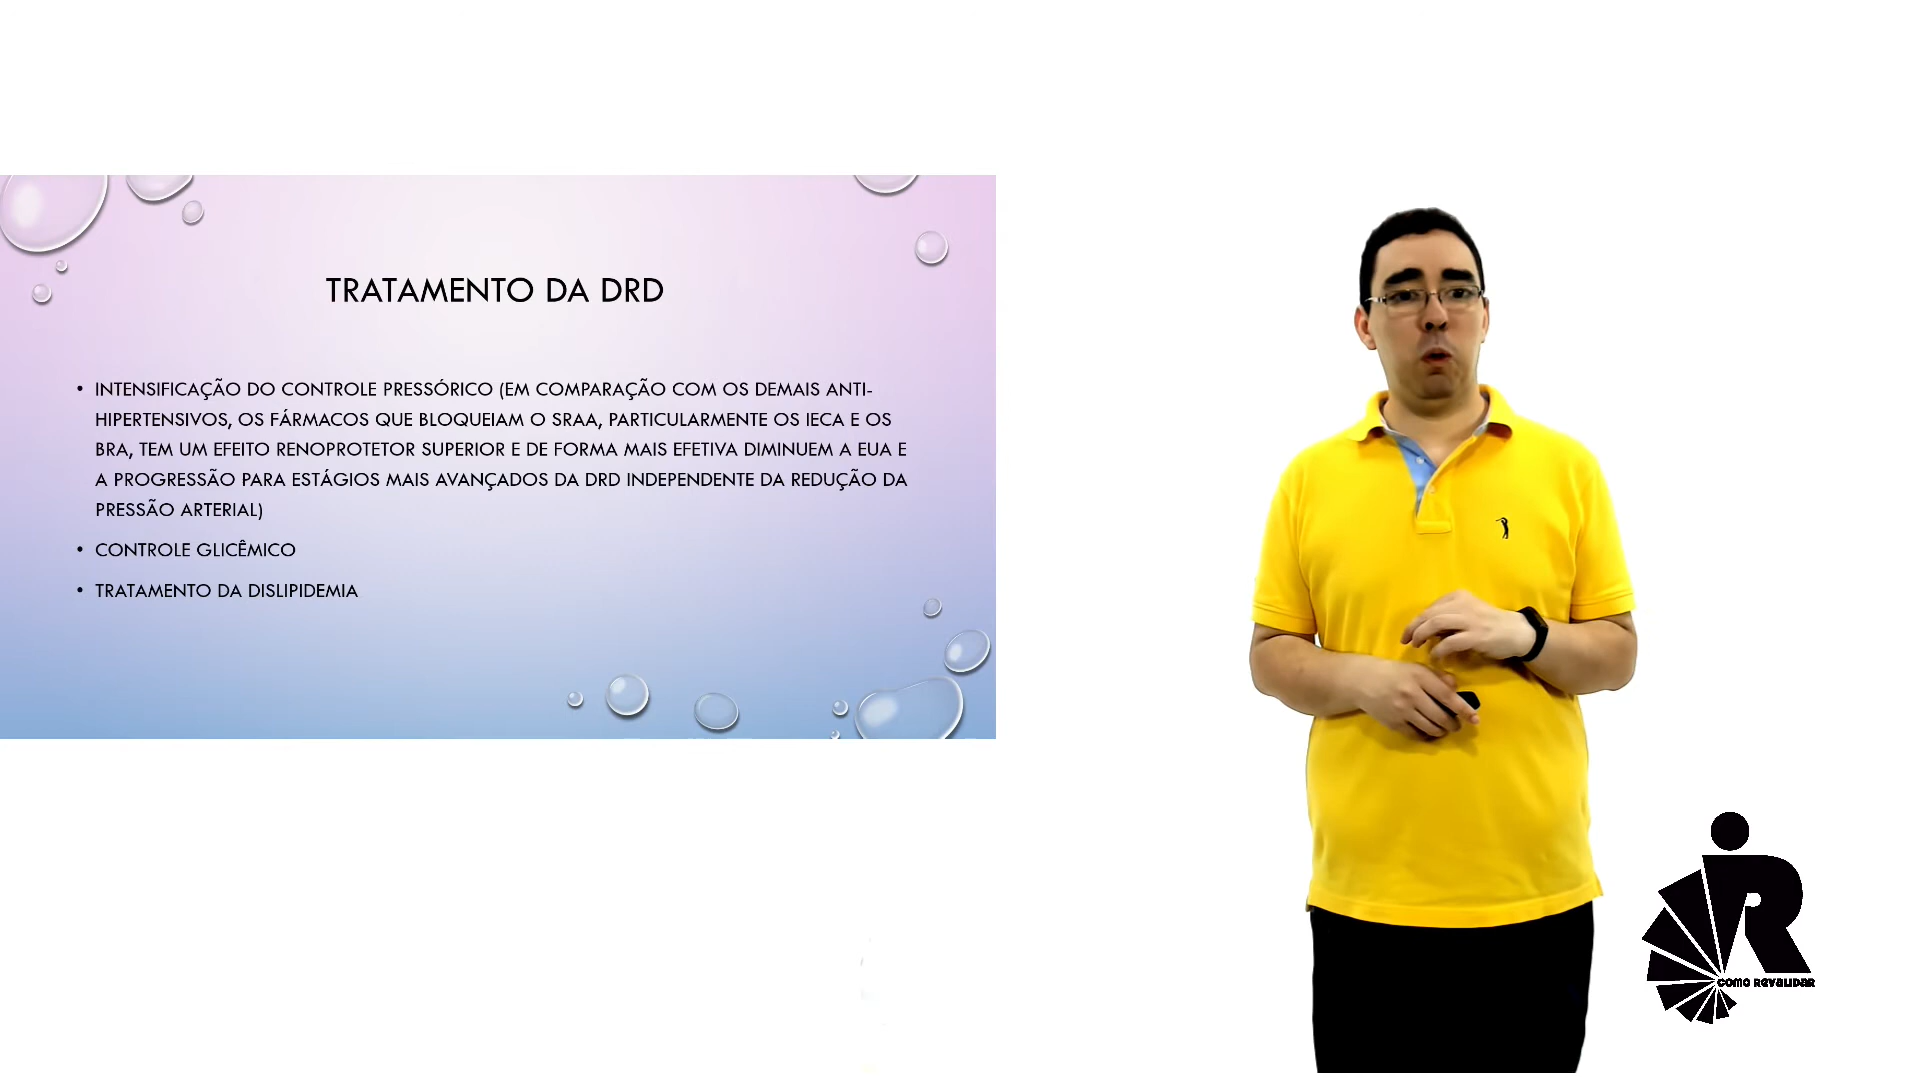 TRATAMENTO DA DRD
• INTENSIFICAÇÃO DO CONTROLE PRESSÓRICO (EM COMPARAÇÃO COM OS DEMAIS ANTI-
HIPERTENSIVOS, OS FÁRMACOS QUE BLOQUEIAM O SRAA, PARTICULARMENTE OS IECA E OS
BRA, TEM UM EFEITO RENOPROTETOR SUPERIOR E DE FORMA MAIS EFETIVA DIMINUEM A EUA E
A PROGRESSÃO PARA ESTÁGIOS MAIS AVANÇADOS DA DRD INDEPENDENTE DA REDUÇÃO DA
PRESSÃO ARTERIAL)
• CONTROLE GLICÊMICO
• TRATAMENTO DA DISLIPIDEMIA
R
COMO REVALIDAR